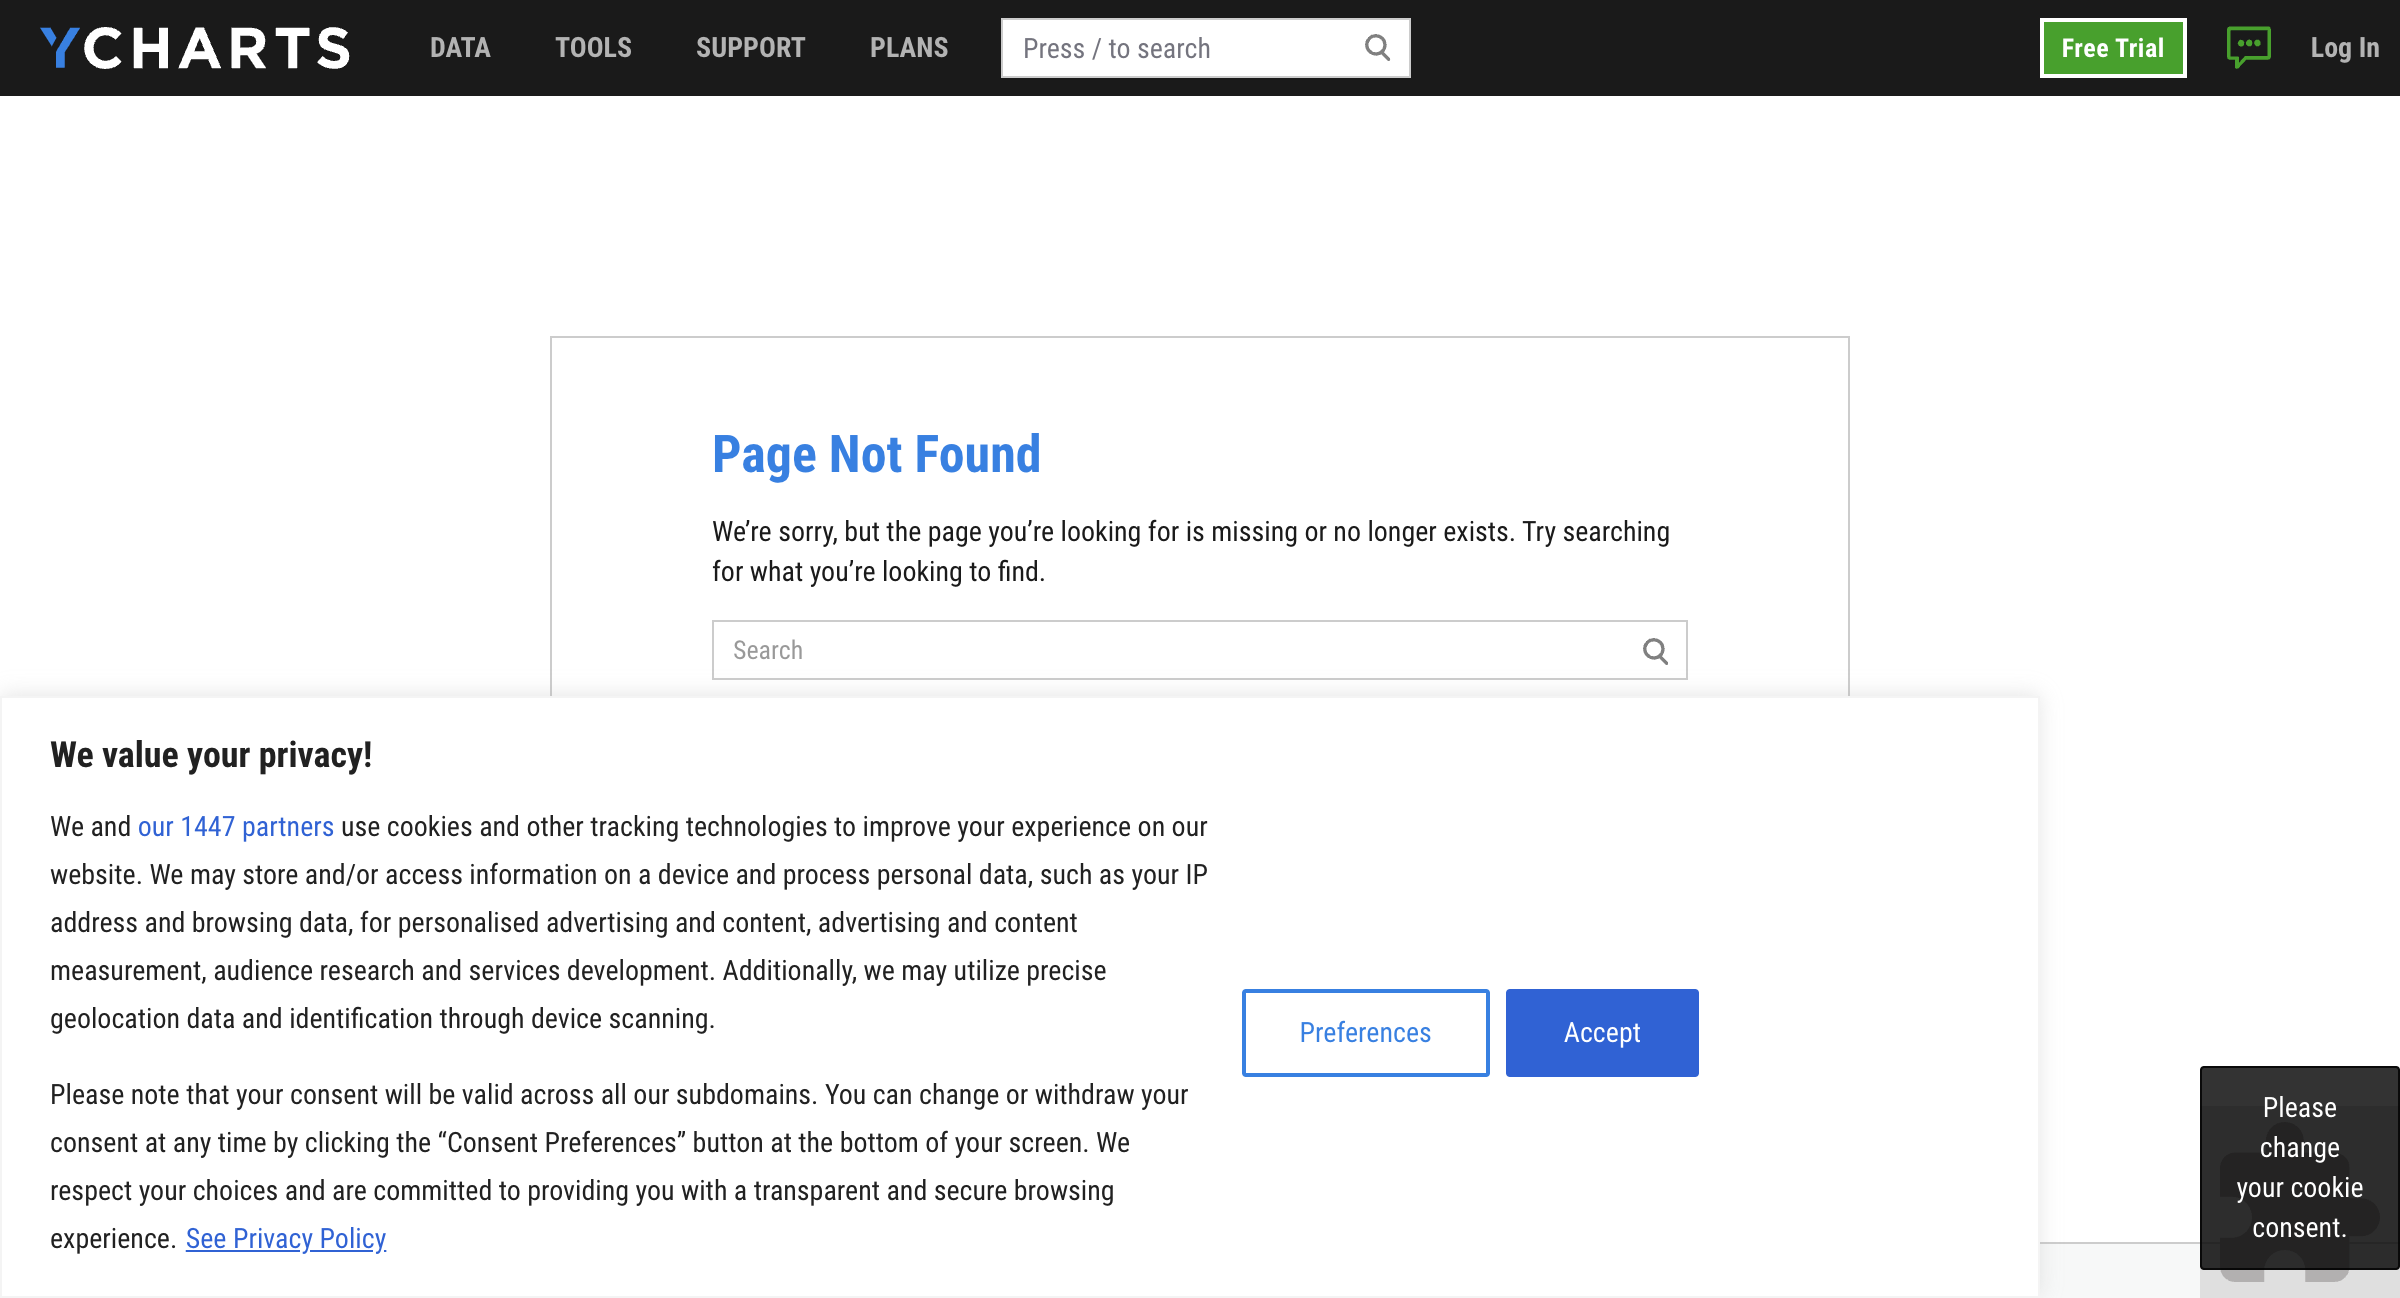 YCHARTS
DATA TOOLS SUPPORT PLANS
Press / to search
Free Trial
Log In
Page Not Found
We’re sorry, but the page you’re looking for is missing or no longer exists. Try searching
for what you’re looking to find.
Search
We value your privacy!
We and our 1447 partners use cookies and other tracking technologies to improve your experience on our
website. We may store and/or access information on a device and process personal data, such as your IP
address and browsing data, for personalised advertising and content, advertising and content
measurement, audience research and services development. Additionally, we may utilize precise
geolocation data and identification through device scanning.
Please note that your consent will be valid across all our subdomains. You can change or withdraw your
consent at any time by clicking the “Consent Preferences” button at the bottom of your screen. We
respect your choices and are committed to providing you with a transparent and secure browsing
experience. See Privacy Policy
Preferences
Accept
Please
change
your cookie
consent.